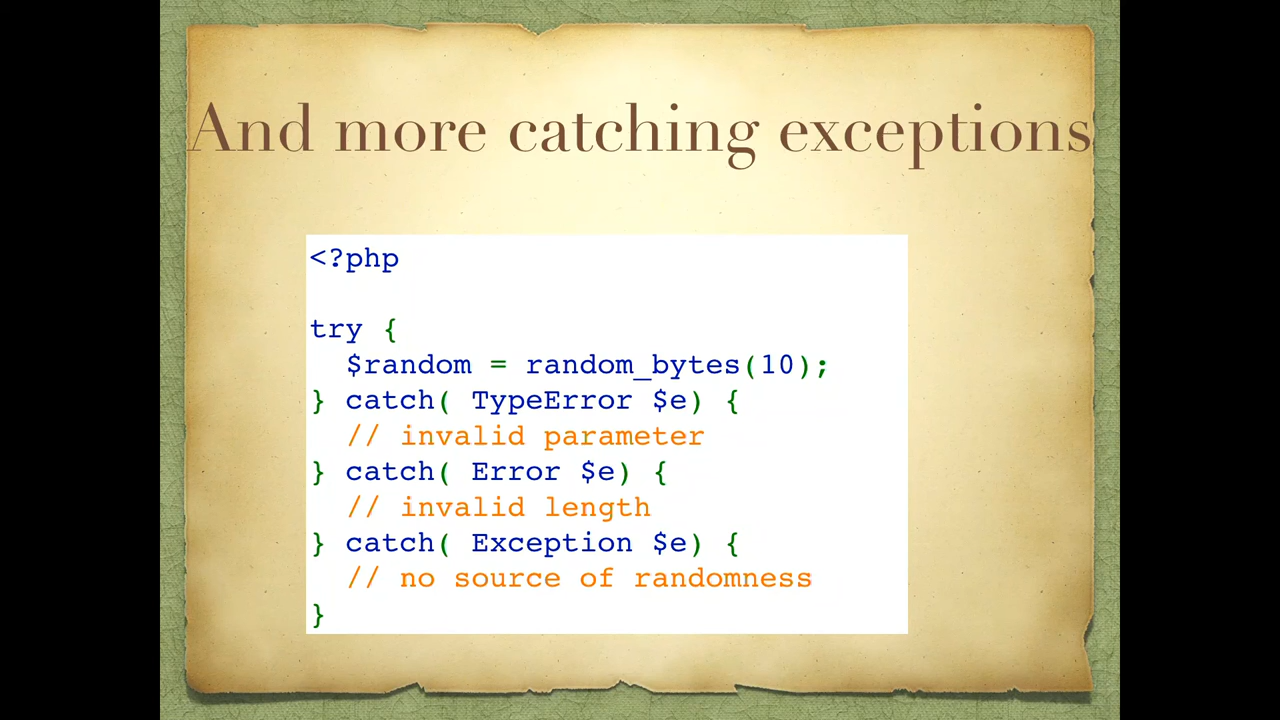 And more catching exceptions
<?php
try {
$random = random_bytes(10);
} catch( TypeError $e) {
// invalid parameter
} catch( Error $e) {
// invalid length
} catch( Exception $e) {
// no source of randomness
}